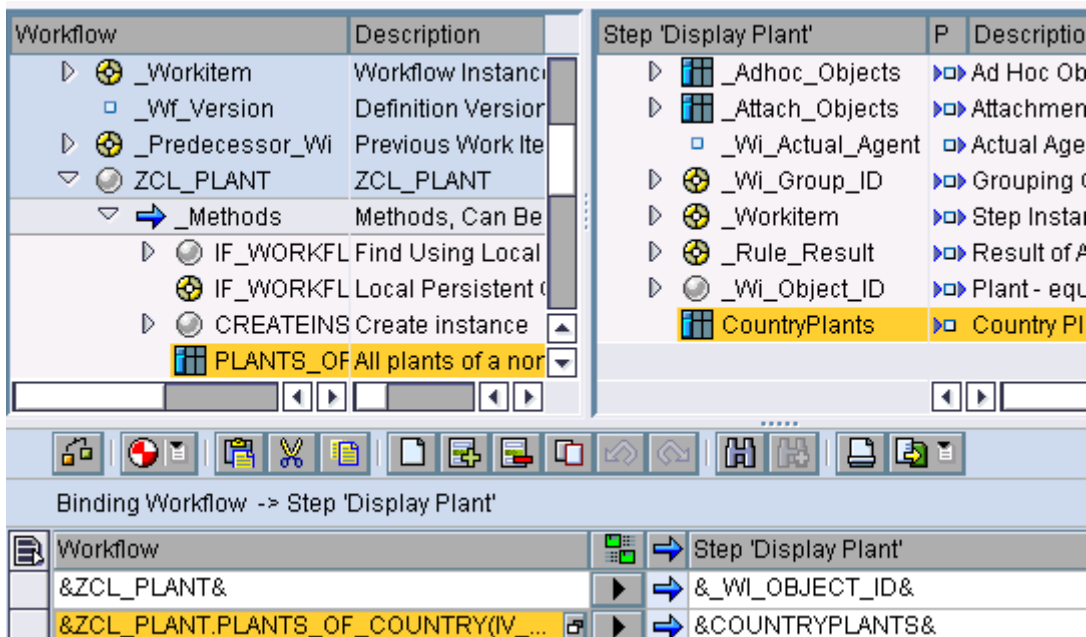 Workflow Description
_Workitem Workflow Instanc
_Wf_Version Definition Version
_Predecessor_Wi Previous Work Ite
ZCL_PLANT ZCL_PLANT
_Methods Methods, Can Be
IF_WORKFL Find Using Local
IF_WORKFL Local Persistent
CREATEINS Create instance
PLANTS_OF All plants of a nor
Step 'Display Plant' P Descriptio
_Adhoc_Objects Ad Hoc Ob
_Attach_Objects Attachmen
_Wi_Actual_Agent Actual Age
_Wi_Group_ID Grouping
_Workitem Step Instar
_Rule_Result Result of A
_Wi_Object_ID Plant - equ
CountryPlants Country Pl
Binding Workflow -> Step 'Display Plant'
Workflow Step 'Display Plant'
&ZCL_PLANT& &_WI_OBJECT_ID&
&ZCL_PLANT.PLANTS_OF_COUNTRY(IV_... &COUNTRYPLANTS&